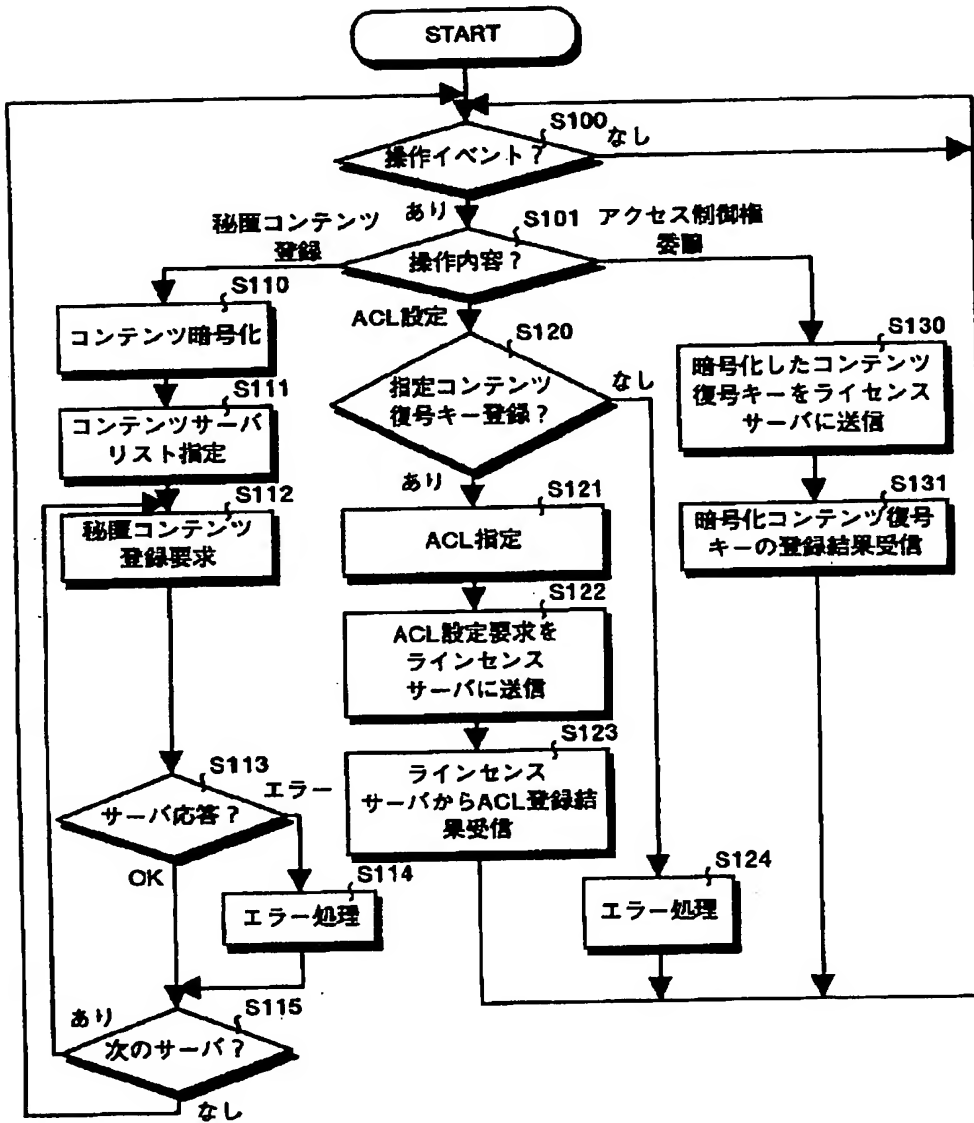 START
S100
操作イベント?
なし
あり
秘匿コンテンツ
登録
S101
アクセス制御権
操作内容?
S110
コンテンツ暗号化
S111
コンテンツサーバ
リスト指定
S112
秘匿コンテンツ
登録要求
S113
サーバ応答?
エラー
OK
S114
エラー処理
S115
あり
次のサーバ?
なし
ACL設定
S120
指定コンテンツ
復号キー登録?
なし
あり
S121
ACL指定
S122
ACL設定要求を
ラインセンス
サーバに送信
S123
ラインセンス
サーバからACL登録結
果受信
S124
エラー処理
S130
暗号化したコンテンツ
復号キーをライセンス
サーバに送信
S131
暗号化コンテンツ復号
キーの登録結果受信